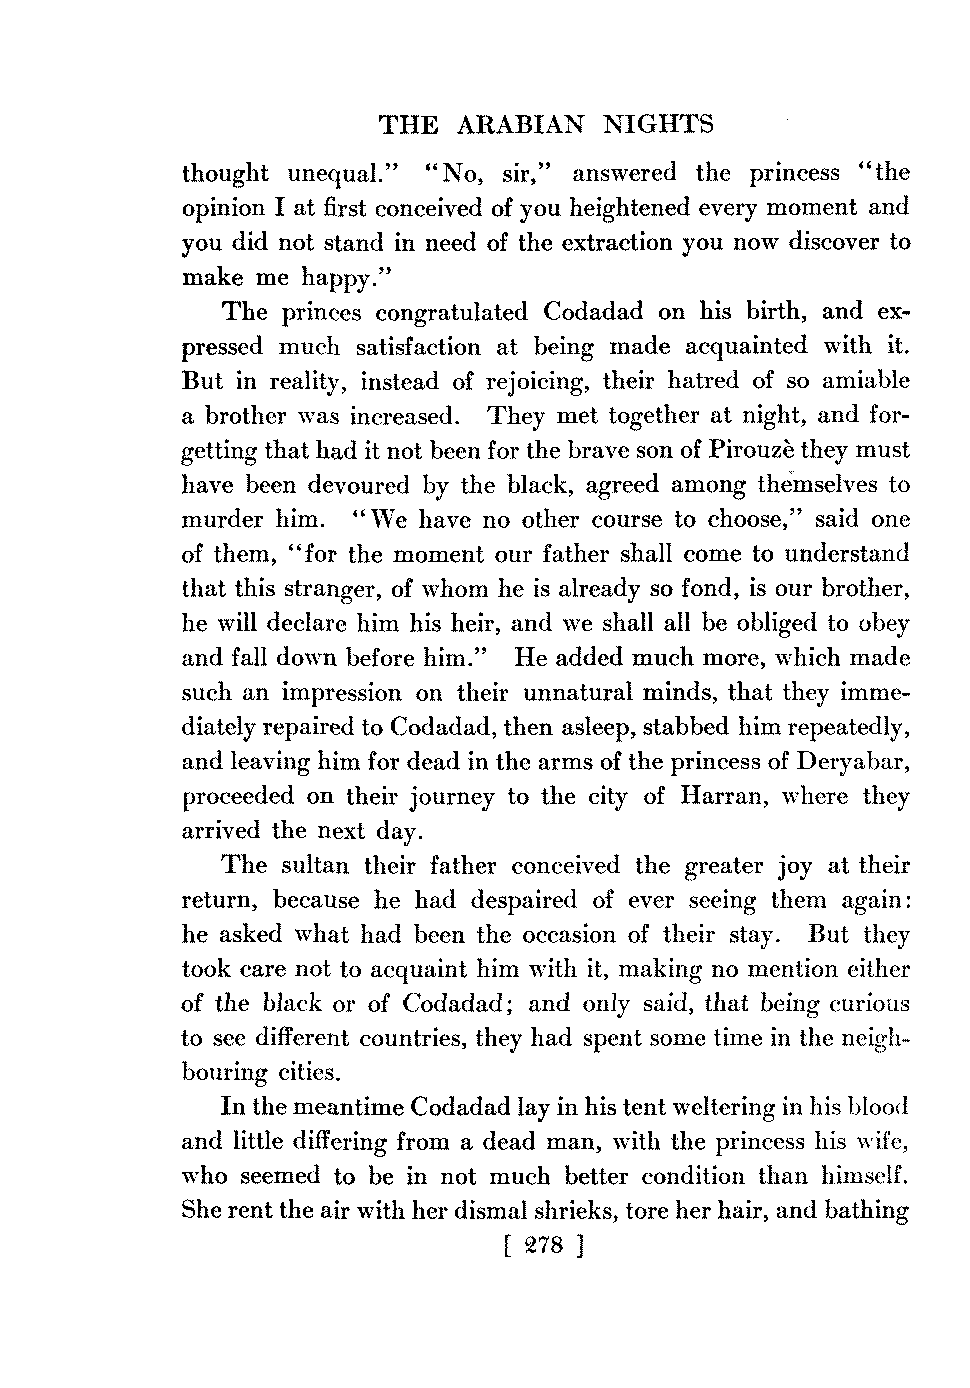 THE ARABIAN NIGHTS
thought unequal." "No, sir," answered the princess "the
opinion I at first conceived of you heightened every moment and
you did not stand in need of the extraction you now discover to
make me happy."
The princes congratulated Codadad on his birth, and ex-
pressed much satisfaction at being made acquainted with it.
But in reality, instead of rejoicing, their hatred of so amiable
a brother was increased. They met together at night, and for-
getting that had it not been for the brave son of Pirouzè they must
have been devoured by the black, agreed among themselves to
murder him. "We have no other course to choose," said one
of them, "for the moment our father shall come to understand
that this stranger, of whom he is already so fond, is our brother,
he will declare him his heir, and we shall all be obliged to obey
and fall down before him." He added much more, which made
such an impression on their unnatural minds, that they imme-
diately repaired to Codadad, then asleep, stabbed him repeatedly,
and leaving him for dead in the arms of the princess of Deryabar,
proceeded on their journey to the city of Harran, where they
arrived the next day.
The sultan their father conceived the greater joy at their
return, because he had despaired of ever seeing them again:
he asked what had been the occasion of their stay. But they
took care not to acquaint him with it, making no mention either
of the black or of Codadad; and only said, that being curious
to see different countries, they had spent some time in the neigh-
bouring cities.
In the meantime Codadad lay in his tent weltering in his blood
and little differing from a dead man, with the princess his wife,
who seemed to be in not much better condition than himself.
She rent the air with her dismal shrieks, tore her hair, and bathing
[ 278 ]